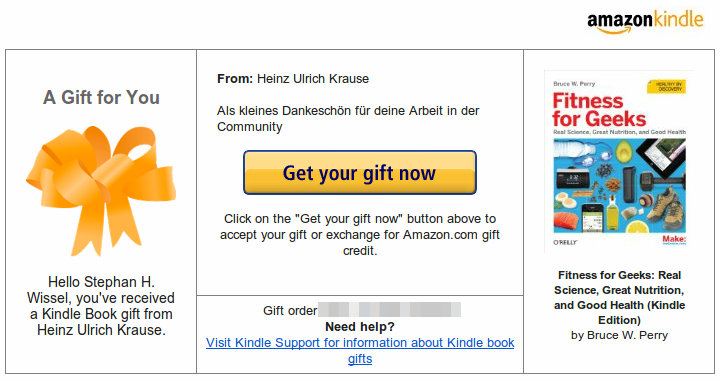 amazonkindle
A Gift for You
Hello Stephan H.
Wissel, you've received
a Kindle Book gift from
Heinz Ulrich Krause.
From: Heinz Ulrich Krause
Als kleines Dankeschön für deine Arbeit in der
Community
Get your gift now
Click on the "Get your gift now" button above to
accept your gift or exchange for Amazon.com gift
credit.
Gift order
Need help?
Visit Kindle Support for information about Kindle book
gifts
Bruce W. Perry
HEALTHY BY
DISCOVERY
Fitness
for Geeks
Real Science, Great Nutrition, and Good Health
O'REILLY
Make:
Fitness for Geeks: Real
Science, Great Nutrition,
and Good Health (Kindle
Edition)
by Bruce W. Perry